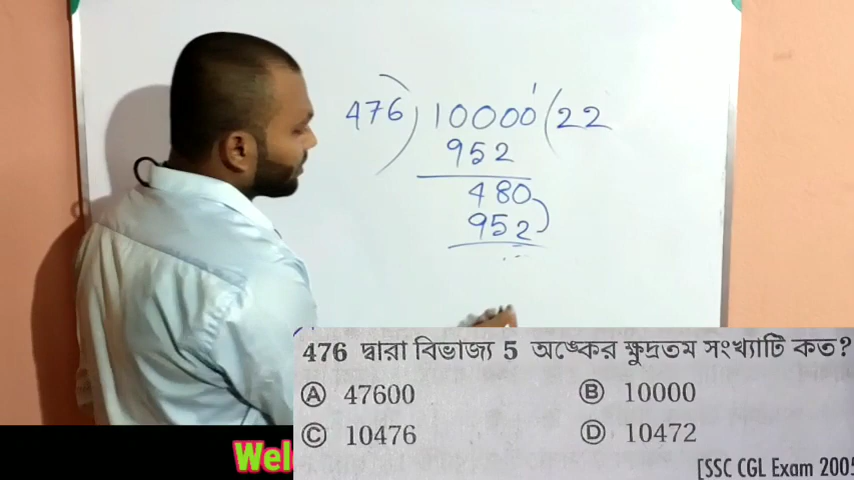 476 ) 10000 ( 22
952
480
952
476 দ্বারা বিভাজ্য 5 অঙ্কের ক্ষুদ্রতম সংখ্যাটি কত?
Ⓐ 47600 Ⓑ 10000
Ⓒ 10476 Ⓓ 10472
[SSC CGL Exam 2005
Wel